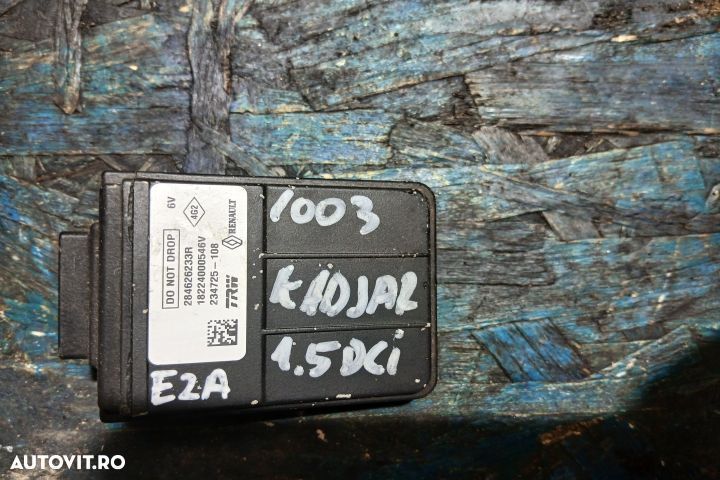 6V
4G2
RENAULT
DO NOT DROP
284626233R
18224000546V
234725-108
TRW
E2A
1003
KADJAR
1.5DCi
AUTOVIT.RO